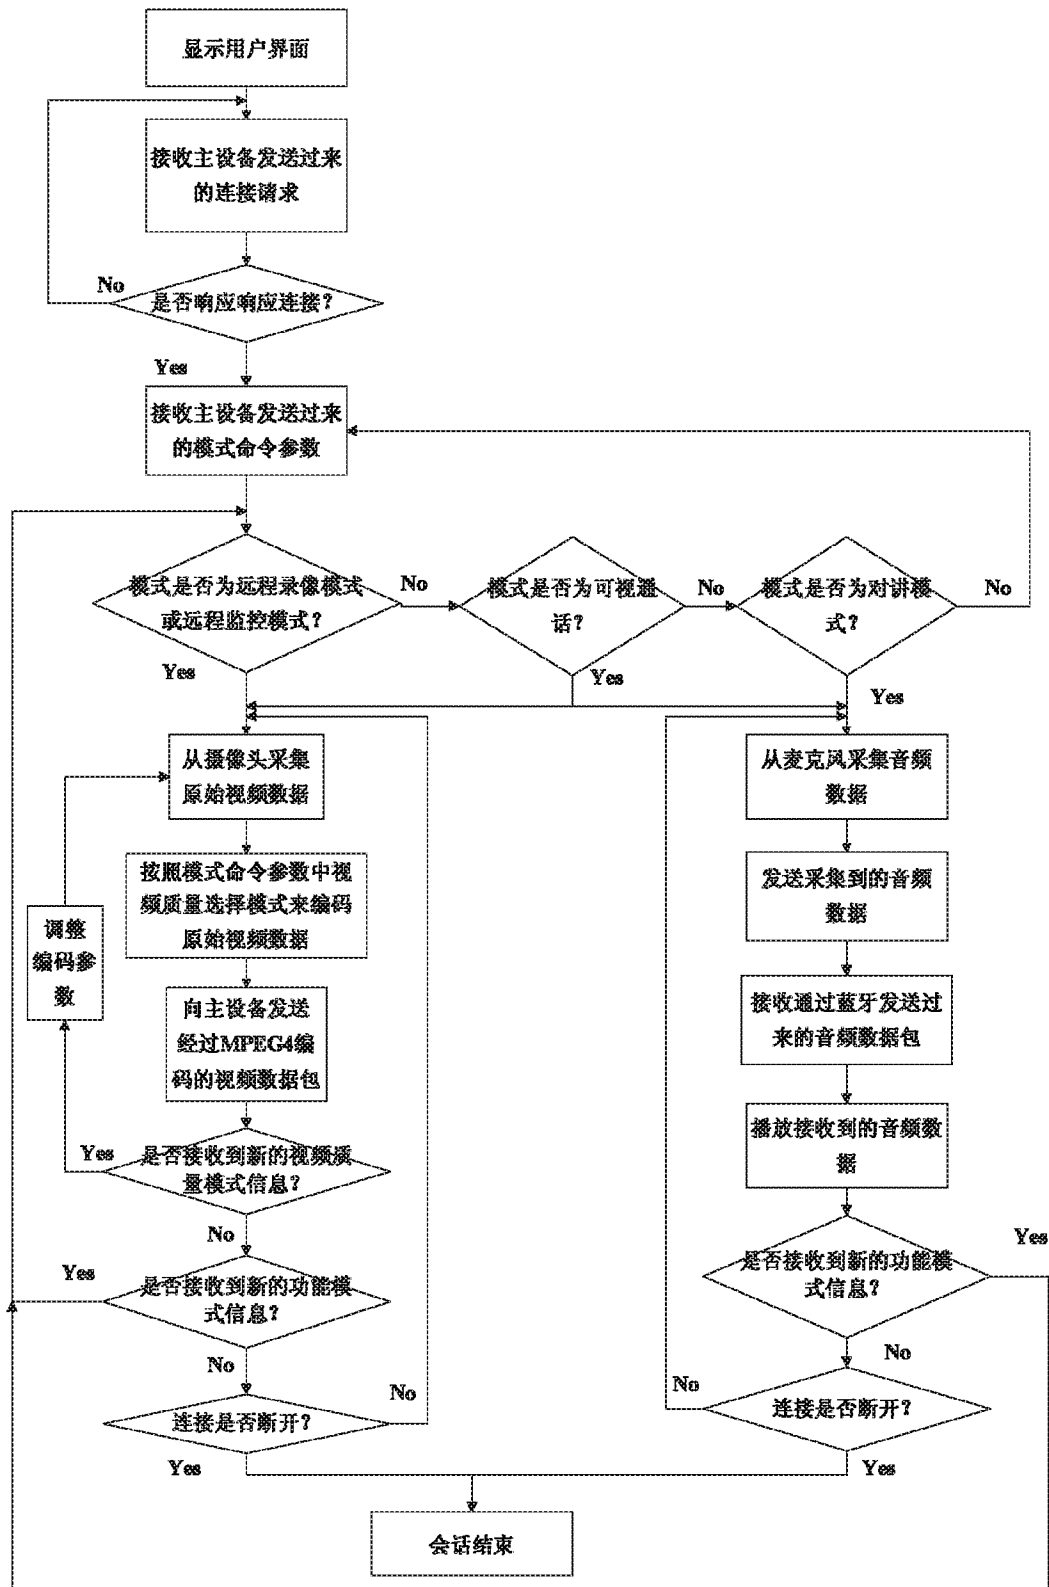 显示用户界面
接收主设备发送过来
的连接请求
No
是否响应响应连接？
Yes
接收主设备发送过来
的模式命令参数
模式是否为远程录像模式
或远程监控模式？
No
模式是否为可视通
话？
No
模式是否为对讲模
式？
No
Yes
Yes
Yes
从摄像头采集
原始视频数据
从麦克风采集音频
数据
按照模式命令参数中视
频质量选择模式来编码
原始视频数据
发送采集到的音频
数据
调整
编码参
数
向主设备发送
经过MPEG4编
码的视频数据包
接收通过蓝牙发送过
来的音频数据包
播放接收到的音频数
据
Yes
是否接收到新的视频质
量模式信息？
No
Yes
是否接收到新的功能模
式信息？
Yes
是否接收到新的功能模
式信息？
No
No
No
连接是否断开？
No
连接是否断开？
Yes
Yes
会话结束